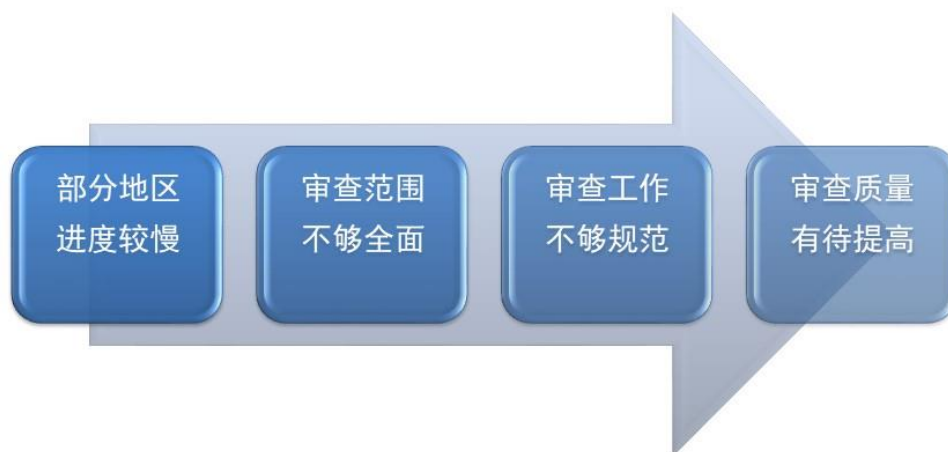 部分地区
进度较慢
审查范围
不够全面
审查工作
不够规范
审查质量
有待提高